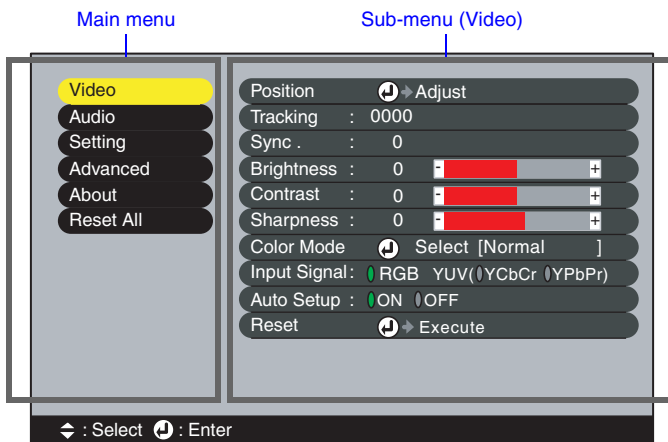 Main menu
Sub-menu (Video)
Video
Audio
Setting
Advanced
About
Reset All
Position Adjust
Tracking : 0000
Sync . : 0
Brightness : 0 - +
Contrast : 0 - +
Sharpness : 0 - +
Color Mode Select [Normal ]
Input Signal: RGB YUV( YCbCr YPbPr)
Auto Setup : ON OFF
Reset Execute
: Select : Enter